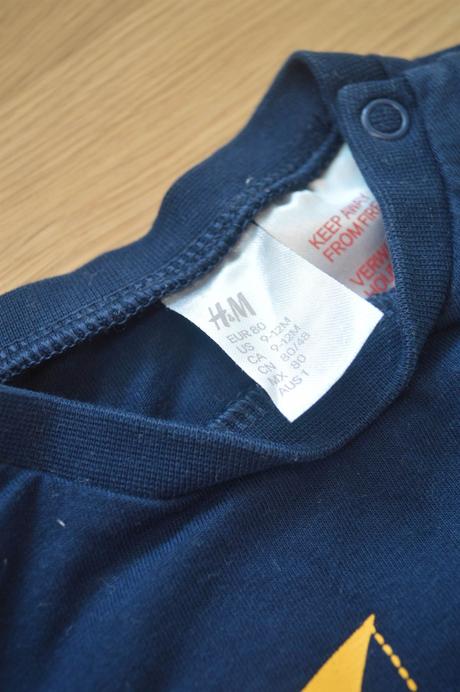 H&M
EUR 80
US 9-12M
CA 9-12M
CN 80/48
MX 80
AUS 1
KEEP AWAY
FROM FIRE